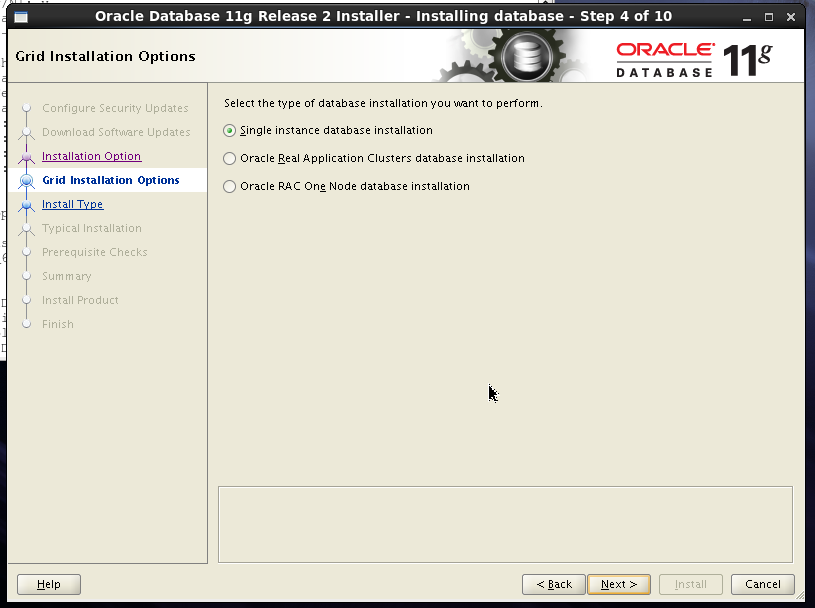 Oracle Database 11g Release 2 Installer - Installing database - Step 4 of 10
Grid Installation Options
ORACLE
DATABASE
11g
Configure Security Updates
Download Software Updates
Installation Option
Grid Installation Options
Install Type
Typical Installation
Prerequisite Checks
Summary
Install Product
Finish
Select the type of database installation you want to perform.
Single instance database installation
Oracle Real Application Clusters database installation
Oracle RAC One Node database installation
Help
< Back
Next >
Install
Cancel